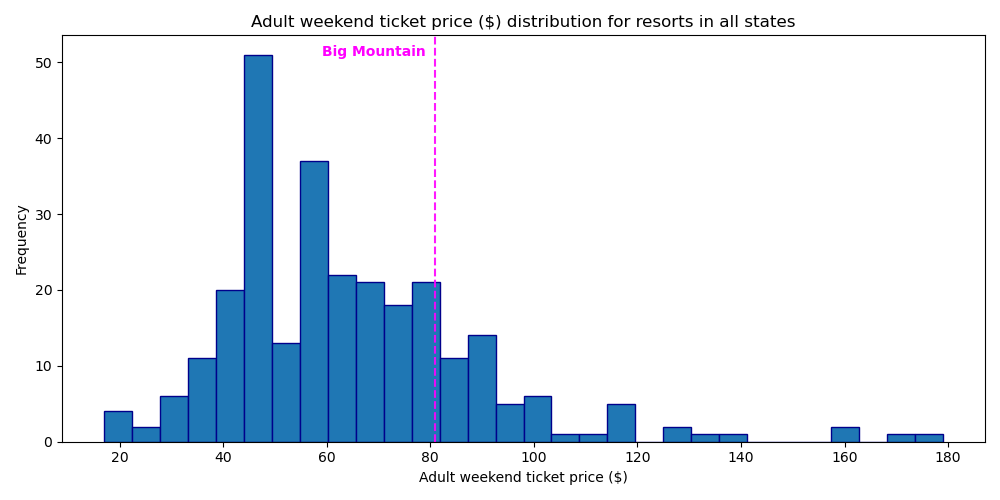 Adult weekend ticket price ($) distribution for resorts in all states
Big Mountain
Frequency
50
40
30
20
10
0
20 40 60 80 100 120 140 160 180
Adult weekend ticket price ($)